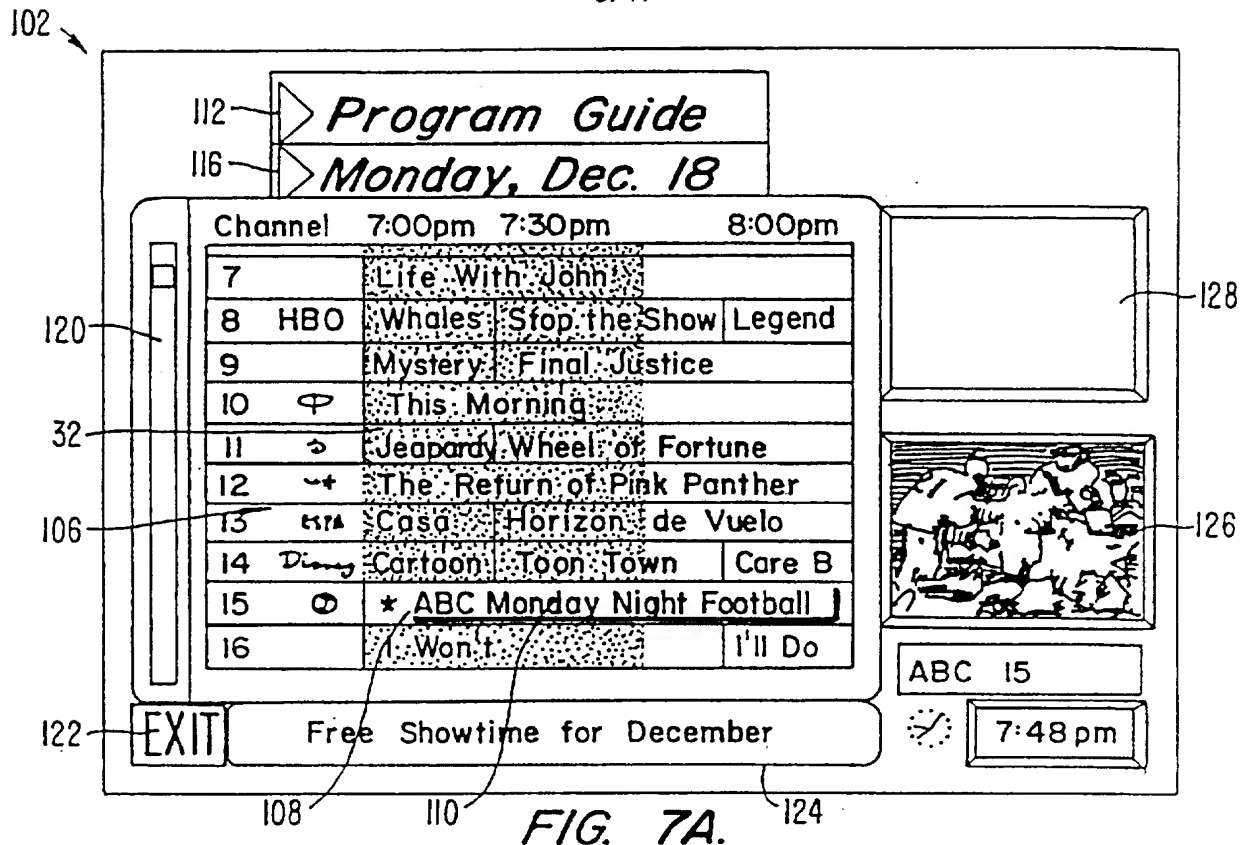 102
112
Program Guide
116
Monday, Dec. 18
Channel 7:00pm 7:30pm 8:00pm
7 Life With John
128
120
8 HBO Whales Stop the Show Legend
9 Mystery Final Justice
10 This Morning
32
11 Jeapardy Wheel of Fortune
12 The Return of Pink Panther
106
13 ESPN Casa Horizon de Vuelo
126
14 Disney Cartoon Toon Town Care B
15 * ABC Monday Night Football
16 I Won't I'll Do
ABC 15
122
EXIT
Free Showtime for December
7:48 pm
108
110
124
FIG. 7A.